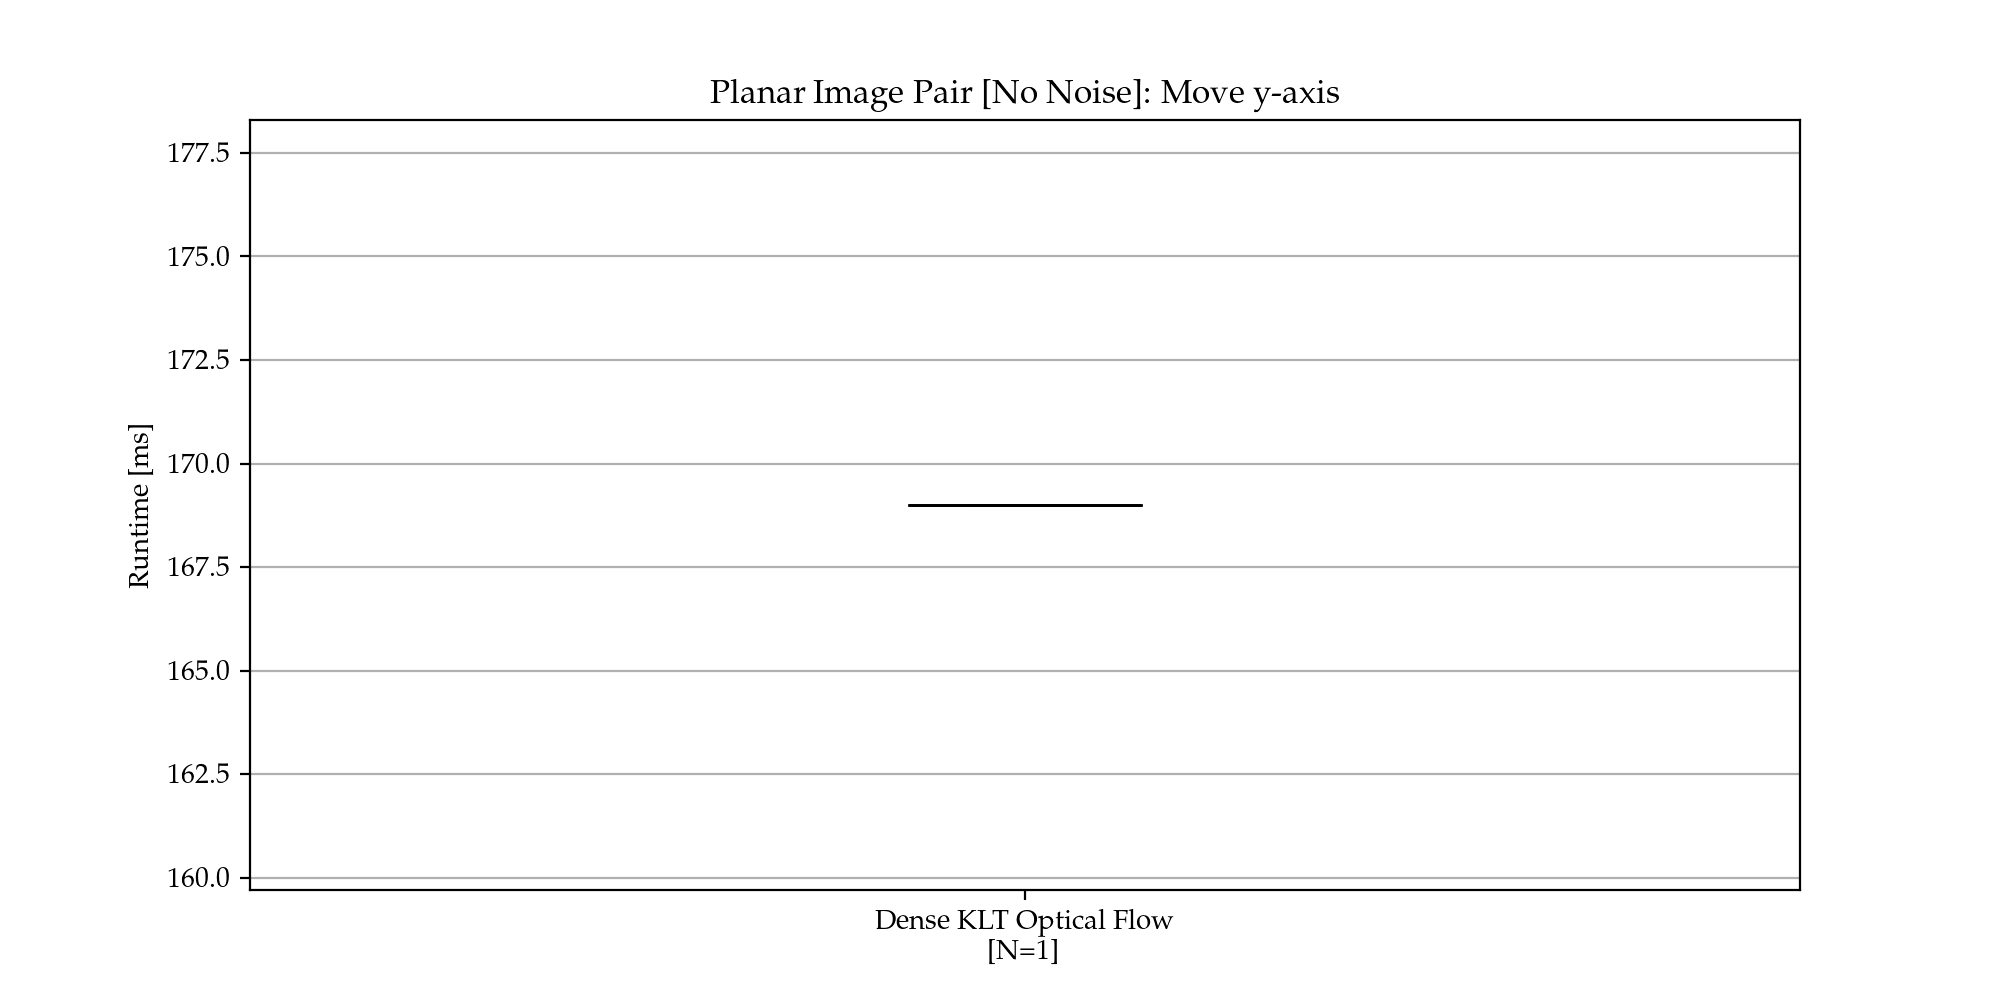 Planar Image Pair [No Noise]: Move y-axis
177.5
175.0
172.5
170.0
167.5
165.0
162.5
160.0
Runtime [ms]
Dense KLT Optical Flow
[N=1]